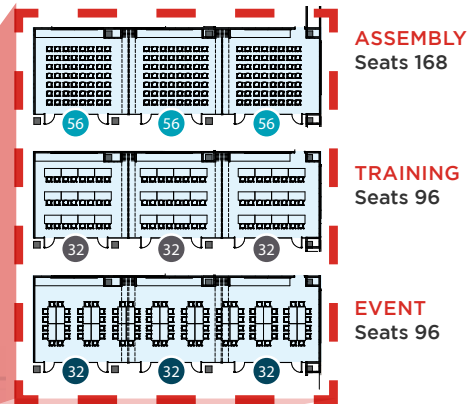 ASSEMBLY
Seats 168
56 56 56
TRAINING
Seats 96
32 32 32
EVENT
Seats 96
32 32 32